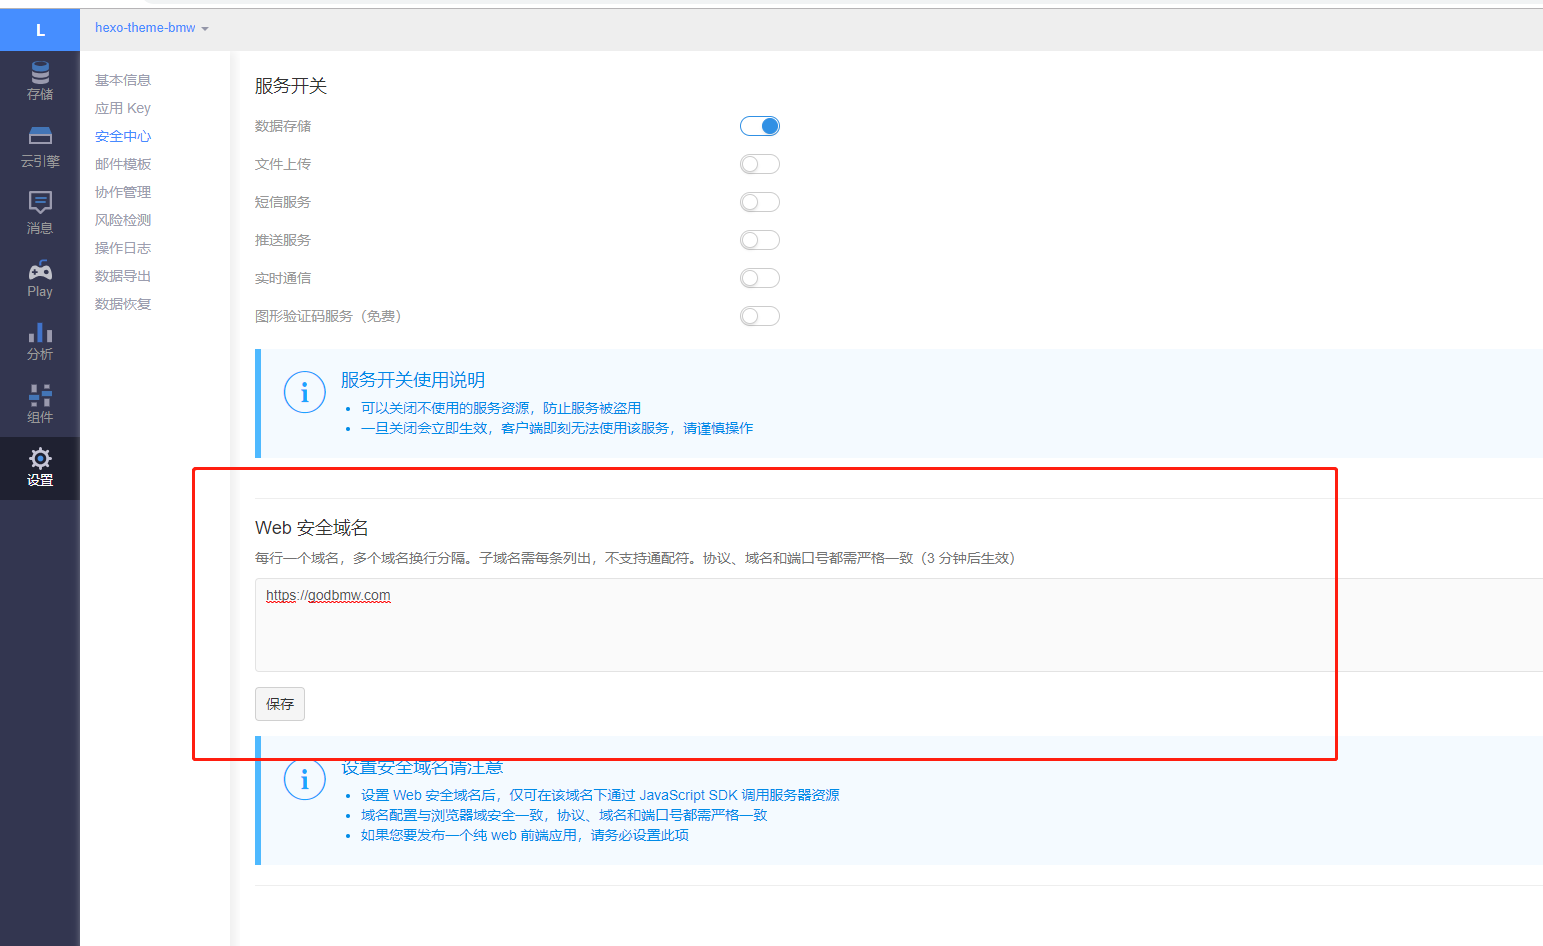 L
hexo-theme-bmw
存储
云引擎
消息
Play
分析
组件
设置
基本信息
应用 Key
安全中心
邮件模板
协作管理
风险检测
操作日志
数据导出
数据恢复
服务开关
数据存储
文件上传
短信服务
推送服务
实时通信
图形验证码服务（免费）
服务开关使用说明
可以关闭不使用的服务资源，防止服务被盗用
一旦关闭会立即生效，客户端即刻无法使用该服务，请谨慎操作
Web 安全域名
每行一个域名，多个域名换行分隔。子域名需每条列出，不支持通配符。协议、域名和端口号都需严格一致（3 分钟后生效）
https://godbmw.com
保存
设置安全域名请注意
设置 Web 安全域名后，仅可在该域名下通过 JavaScript SDK 调用服务器资源
域名配置与浏览器域安全一致，协议、域名和端口号都需严格一致
如果您要发布一个纯 web 前端应用，请务必设置此项